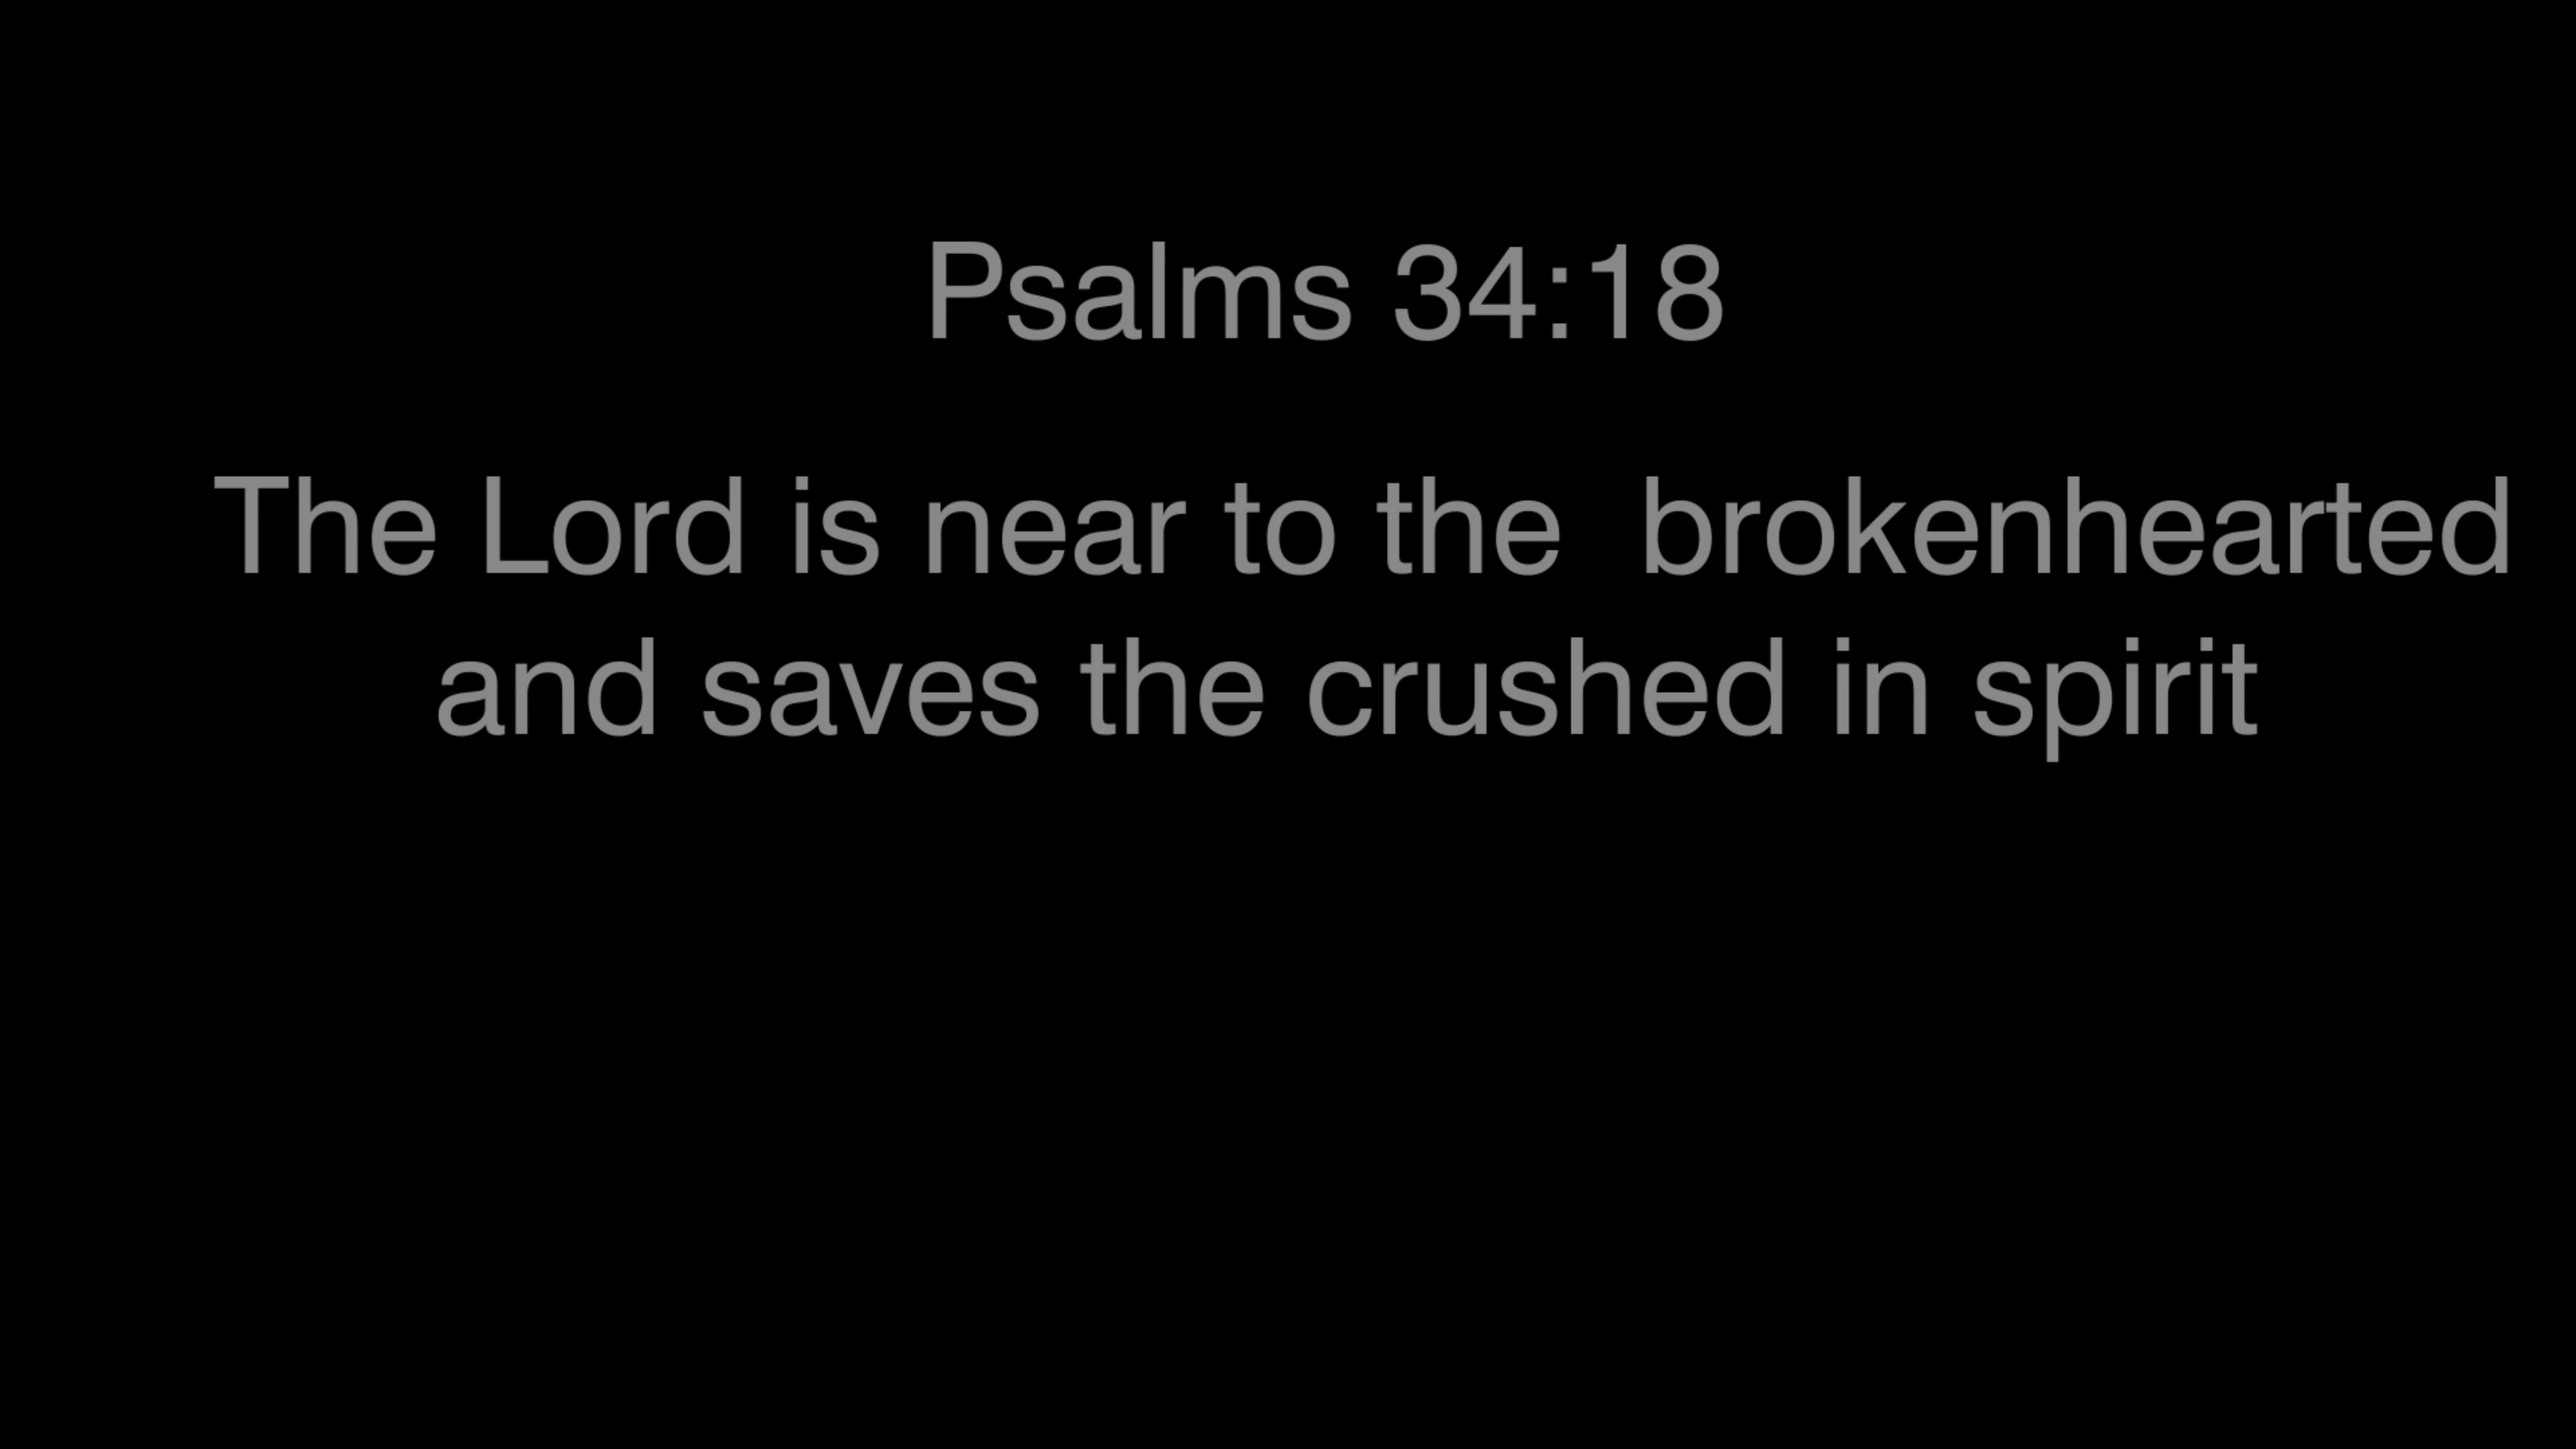 Psalms 34:18
The Lord is near to the  brokenhearted
and saves the crushed in spirit